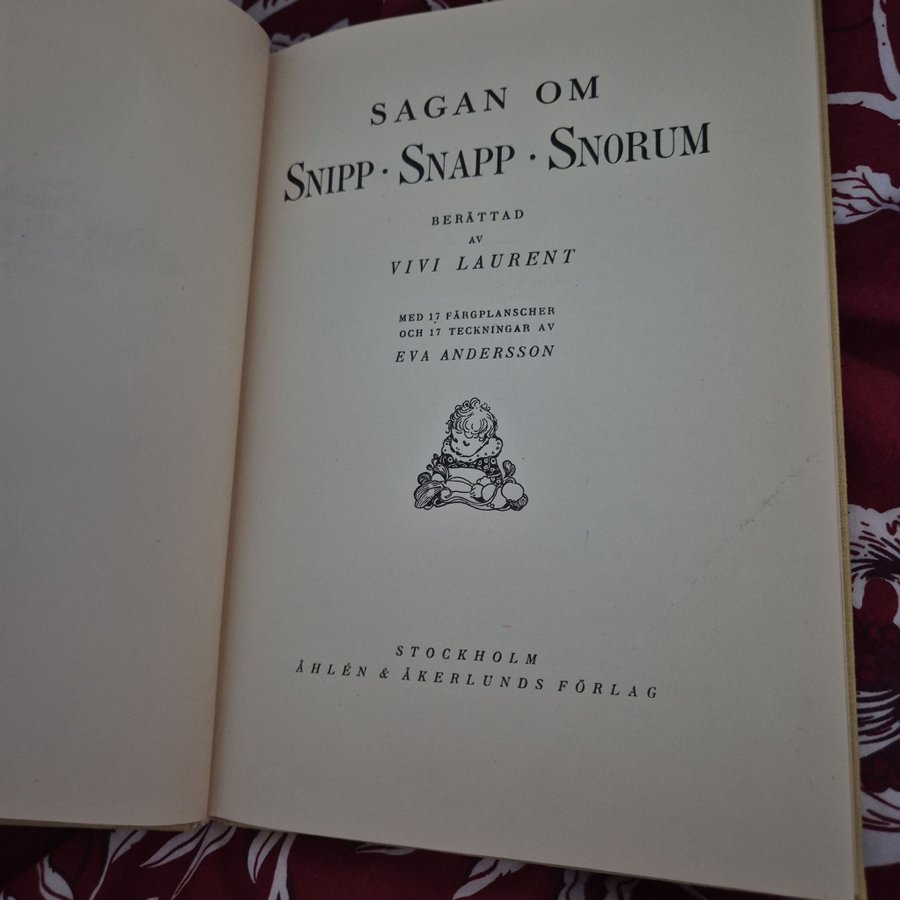 SAGAN OM
SNIPP · SNAPP · SNORUM
BERÄTTAD
AV
VIVI LAURENT
MED 17 FÄRGPLANSCHER
OCH 17 TECKNINGAR AV
EVA ANDERSSON
STOCKHOLM
ÅHLÉN & ÅKERLUNDS FÖRLAG